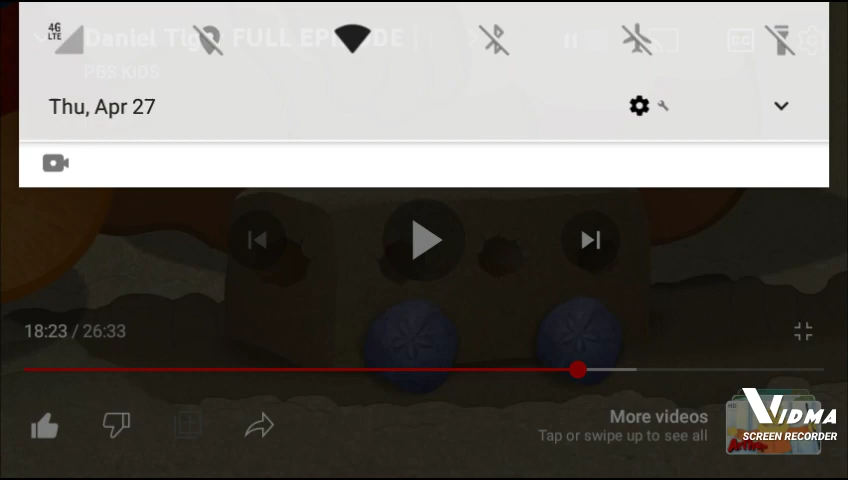 4G
LTE
Daniel Tig FULL EP DE |
PBS KIDS
Thu, Apr 27
18:23 / 26:33
More videos
Tap or swipe up to see all
VIDMA
SCREEN RECORDER